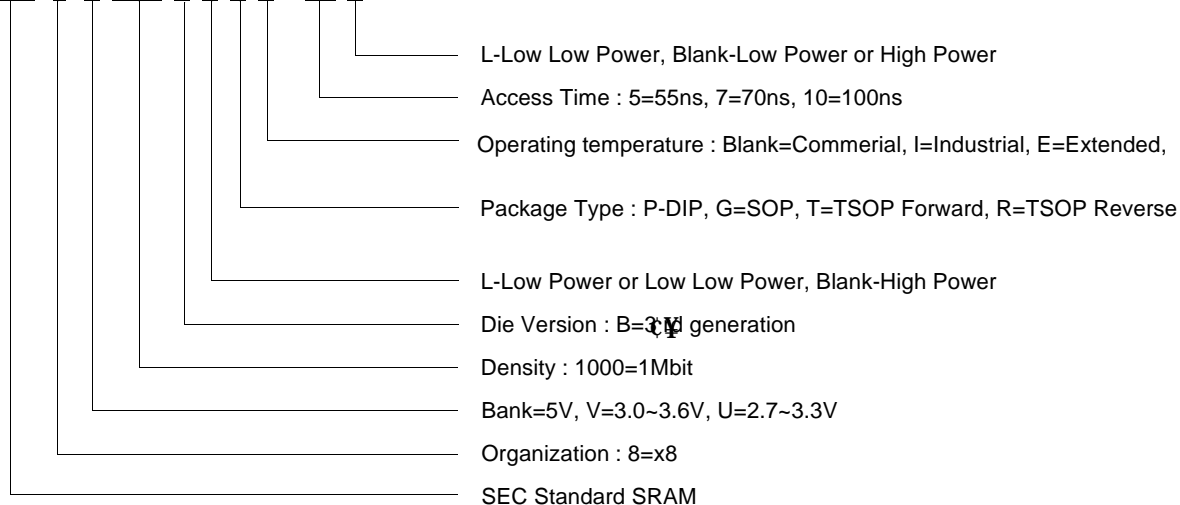 L-Low Low Power, Blank-Low Power or High Power
Access Time : 5=55ns, 7=70ns, 10=100ns
Operating temperature : Blank=Commerial, I=Industrial, E=Extended,
Package Type : P-DIP, G=SOP, T=TSOP Forward, R=TSOP Reverse
L-Low Power or Low Low Power, Blank-High Power
Die Version : generation
Density : 1000=1Mbit
Bank=5V, V=3.0~3.6V, U=2.7~3.3V
Organization : 8=x8
SEC Standard SRAM